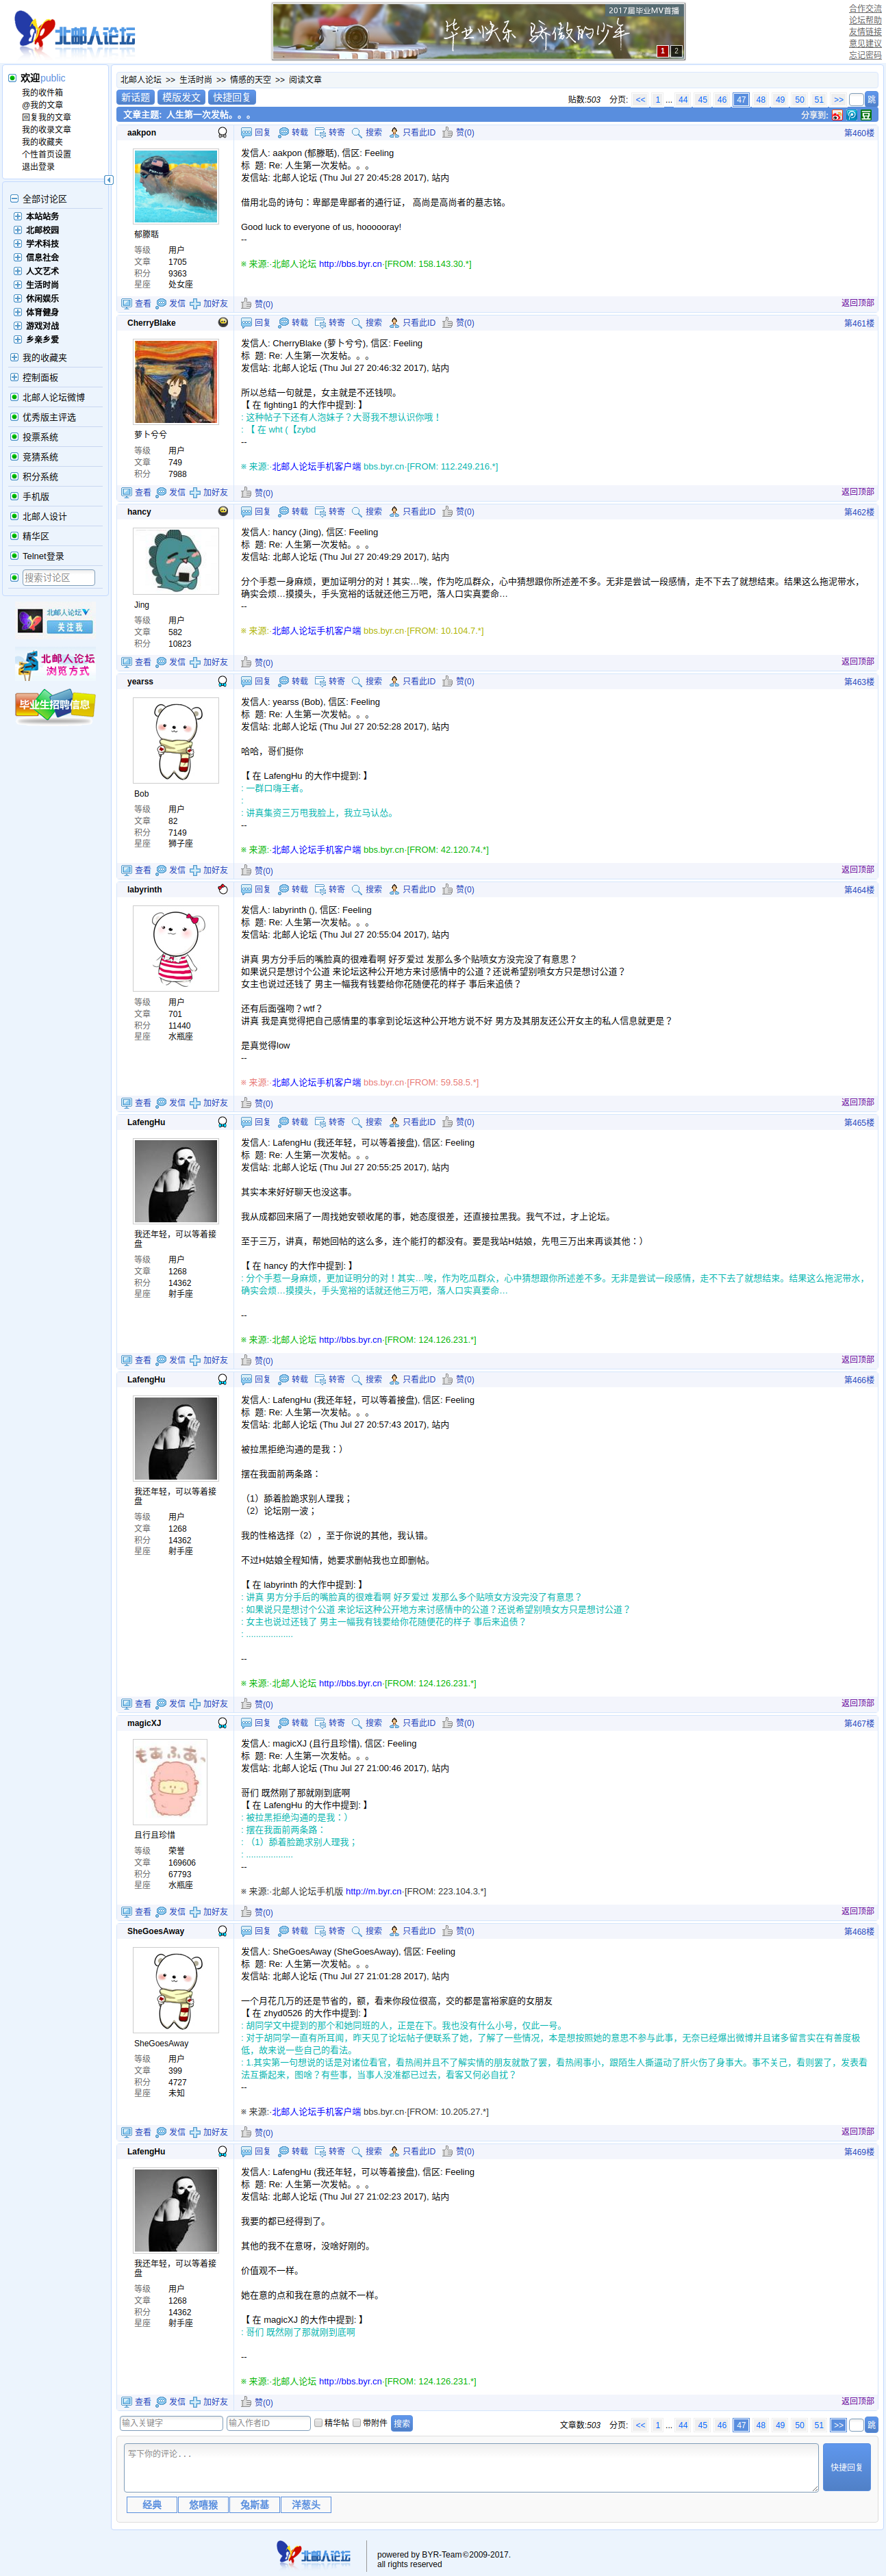 北邮人论坛
2017届毕业MV首播
毕业快乐 骄傲的少年
1 2
合作交流
论坛帮助
友情链接
意见建议
忘记密码
欢迎public
我的收件箱
@我的文章
回复我的文章
我的收录文章
我的收藏夹
个性首页设置
退出登录
全部讨论区
本站站务
北邮校园
学术科技
信息社会
人文艺术
生活时尚
休闲娱乐
体育健身
游戏对战
乡亲乡爱
我的收藏夹
控制面板
北邮人论坛微博
优秀版主评选
投票系统
竞猜系统
积分系统
手机版
北邮人设计
精华区
Telnet登录
搜索讨论区
北邮人论坛
关注我
北邮人论坛
浏览方式
毕业生招聘信息
北邮人论坛 >> 生活时尚 >> 情感的天空 >> 阅读文章
新话题 模版发文 快捷回复
贴数:503 分页: << 1 ... 44 45 46 47 48 49 50 51 >> 跳
文章主题: 人生第一次发帖。。。 分享到:
aakpon 回复 转载 转寄 搜索 只看此ID 赞(0) 第460楼
郁滕聒
等级 用户
文章 1705
积分 9363
星座 处女座
发信人: aakpon (郁滕聒), 信区: Feeling
标 题: Re: 人生第一次发帖。。。
发信站: 北邮人论坛 (Thu Jul 27 20:45:28 2017), 站内
借用北岛的诗句：卑鄙是卑鄙者的通行证， 高尚是高尚者的墓志铭。
Good luck to everyone of us, hoooooray!
--
※ 来源:·北邮人论坛 http://bbs.byr.cn·[FROM: 158.143.30.*]
查看 发信 加好友 赞(0) 返回顶部
CherryBlake 回复 转载 转寄 搜索 只看此ID 赞(0) 第461楼
萝卜兮兮
等级 用户
文章 749
积分 7988
发信人: CherryBlake (萝卜兮兮), 信区: Feeling
标 题: Re: 人生第一次发帖。。。
发信站: 北邮人论坛 (Thu Jul 27 20:46:32 2017), 站内
所以总结一句就是，女主就是不还钱呗。
【 在 fighting1 的大作中提到: 】
: 这种帖子下还有人泡妹子？大哥我不想认识你哦！
: 【 在 wht (【zybd
--
※ 来源:·北邮人论坛手机客户端 bbs.byr.cn·[FROM: 112.249.216.*]
查看 发信 加好友 赞(0) 返回顶部
hancy 回复 转载 转寄 搜索 只看此ID 赞(0) 第462楼
Jing
等级 用户
文章 582
积分 10823
发信人: hancy (Jing), 信区: Feeling
标 题: Re: 人生第一次发帖。。。
发信站: 北邮人论坛 (Thu Jul 27 20:49:29 2017), 站内
分个手惹一身麻烦，更加证明分的对！其实…唉，作为吃瓜群众，心中猜想跟你所述差不多。无非是尝试一段感情，走不下去了就想结束。结果这么拖泥带水，
确实会烦…摸摸头，手头宽裕的话就还他三万吧，落人口实真要命…
--
※ 来源:·北邮人论坛手机客户端 bbs.byr.cn·[FROM: 10.104.7.*]
查看 发信 加好友 赞(0) 返回顶部
yearss 回复 转载 转寄 搜索 只看此ID 赞(0) 第463楼
Bob
等级 用户
文章 82
积分 7149
星座 狮子座
发信人: yearss (Bob), 信区: Feeling
标 题: Re: 人生第一次发帖。。。
发信站: 北邮人论坛 (Thu Jul 27 20:52:28 2017), 站内
哈哈，哥们挺你
【 在 LafengHu 的大作中提到: 】
: 一群口嗨王者。
:
: 讲真集资三万甩我脸上，我立马认怂。
--
※ 来源:·北邮人论坛手机客户端 bbs.byr.cn·[FROM: 42.120.74.*]
查看 发信 加好友 赞(0) 返回顶部
labyrinth 回复 转载 转寄 搜索 只看此ID 赞(0) 第464楼
等级 用户
文章 701
积分 11440
星座 水瓶座
发信人: labyrinth (), 信区: Feeling
标 题: Re: 人生第一次发帖。。。
发信站: 北邮人论坛 (Thu Jul 27 20:55:04 2017), 站内
讲真 男方分手后的嘴脸真的很难看啊 好歹爱过 发那么多个贴喷女方没完没了有意思？
如果说只是想讨个公道 来论坛这种公开地方来讨感情中的公道？还说希望别喷女方只是想讨公道？
女主也说过还钱了 男主一幅我有钱要给你花随便花的样子 事后来追债？
还有后面强吻？wtf？
讲真 我是真觉得把自己感情里的事拿到论坛这种公开地方说不好 男方及其朋友还公开女主的私人信息就更是？
是真觉得low
--
※ 来源:·北邮人论坛手机客户端 bbs.byr.cn·[FROM: 59.58.5.*]
查看 发信 加好友 赞(0) 返回顶部
LafengHu 回复 转载 转寄 搜索 只看此ID 赞(0) 第465楼
我还年轻，可以等着接盘
等级 用户
文章 1268
积分 14362
星座 射手座
发信人: LafengHu (我还年轻，可以等着接盘), 信区: Feeling
标 题: Re: 人生第一次发帖。。。
发信站: 北邮人论坛 (Thu Jul 27 20:55:25 2017), 站内
其实本来好好聊天也没这事。
我从成都回来隔了一周找她安顿收尾的事，她态度很差，还直接拉黑我。我气不过，才上论坛。
至于三万，讲真，帮她回帖的这么多，连个能打的都没有。要是我站H姑娘，先甩三万出来再谈其他：）
【 在 hancy 的大作中提到: 】
: 分个手惹一身麻烦，更加证明分的对！其实…唉，作为吃瓜群众，心中猜想跟你所述差不多。无非是尝试一段感情，走不下去了就想结束。结果这么拖泥带水，
确实会烦…摸摸头，手头宽裕的话就还他三万吧，落人口实真要命…
--
※ 来源:·北邮人论坛 http://bbs.byr.cn·[FROM: 124.126.231.*]
查看 发信 加好友 赞(0) 返回顶部
LafengHu 回复 转载 转寄 搜索 只看此ID 赞(0) 第466楼
我还年轻，可以等着接盘
等级 用户
文章 1268
积分 14362
星座 射手座
发信人: LafengHu (我还年轻，可以等着接盘), 信区: Feeling
标 题: Re: 人生第一次发帖。。。
发信站: 北邮人论坛 (Thu Jul 27 20:57:43 2017), 站内
被拉黑拒绝沟通的是我：）
摆在我面前两条路：
（1）舔着脸跪求别人理我；
（2）论坛刚一波；
我的性格选择（2），至于你说的其他，我认错。
不过H姑娘全程知情，她要求删帖我也立即删帖。
【 在 labyrinth 的大作中提到: 】
: 讲真 男方分手后的嘴脸真的很难看啊 好歹爱过 发那么多个贴喷女方没完没了有意思？
: 如果说只是想讨个公道 来论坛这种公开地方来讨感情中的公道？还说希望别喷女方只是想讨公道？
: 女主也说过还钱了 男主一幅我有钱要给你花随便花的样子 事后来追债？
: ...................
--
※ 来源:·北邮人论坛 http://bbs.byr.cn·[FROM: 124.126.231.*]
查看 发信 加好友 赞(0) 返回顶部
magicXJ 回复 转载 转寄 搜索 只看此ID 赞(0) 第467楼
もあふぁ、
且行且珍惜
等级 荣誉
文章 169606
积分 67793
星座 水瓶座
发信人: magicXJ (且行且珍惜), 信区: Feeling
标 题: Re: 人生第一次发帖。。。
发信站: 北邮人论坛 (Thu Jul 27 21:00:46 2017), 站内
哥们 既然刚了那就刚到底啊
【 在 LafengHu 的大作中提到: 】
: 被拉黑拒绝沟通的是我：）
: 摆在我面前两条路：
: （1）舔着脸跪求别人理我；
: ...................
--
※ 来源:·北邮人论坛手机版 http://m.byr.cn·[FROM: 223.104.3.*]
查看 发信 加好友 赞(0) 返回顶部
SheGoesAway 回复 转载 转寄 搜索 只看此ID 赞(0) 第468楼
SheGoesAway
等级 用户
文章 399
积分 4727
星座 未知
发信人: SheGoesAway (SheGoesAway), 信区: Feeling
标 题: Re: 人生第一次发帖。。。
发信站: 北邮人论坛 (Thu Jul 27 21:01:28 2017), 站内
一个月花几万的还是节省的，额，看来你段位很高，交的都是富裕家庭的女朋友
【 在 zhyd0526 的大作中提到: 】
: 胡同学文中提到的那个和她同班的人，正是在下。我也没有什么小号，仅此一号。
: 对于胡同学一直有所耳闻，昨天见了论坛帖子便联系了她，了解了一些情况，本是想按照她的意思不参与此事，无奈已经爆出微博并且诸多留言实在有善度极
低，故来说一些自己的看法。
: 1.其实第一句想说的话是对诸位看官，看热闹并且不了解实情的朋友就散了罢，看热闹事小，跟陌生人撕逼动了肝火伤了身事大。事不关己，看则罢了，发表看
法互撕起来，图啥？有些事，当事人没准都已过去，看客又何必自扰？
--
※ 来源:·北邮人论坛手机客户端 bbs.byr.cn·[FROM: 10.205.27.*]
查看 发信 加好友 赞(0) 返回顶部
LafengHu 回复 转载 转寄 搜索 只看此ID 赞(0) 第469楼
我还年轻，可以等着接盘
等级 用户
文章 1268
积分 14362
星座 射手座
发信人: LafengHu (我还年轻，可以等着接盘), 信区: Feeling
标 题: Re: 人生第一次发帖。。。
发信站: 北邮人论坛 (Thu Jul 27 21:02:23 2017), 站内
我要的都已经得到了。
其他的我不在意呀，没啥好刚的。
价值观不一样。
她在意的点和我在意的点就不一样。
【 在 magicXJ 的大作中提到: 】
: 哥们 既然刚了那就刚到底啊
--
※ 来源:·北邮人论坛 http://bbs.byr.cn·[FROM: 124.126.231.*]
查看 发信 加好友 赞(0) 返回顶部
输入关键字 输入作者ID 精华帖 带附件 搜索
文章数:503 分页: << 1 ... 44 45 46 47 48 49 50 51 >> 跳
写下你的评论...
快捷回复
经典 悠嘻猴 兔斯基 洋葱头
北邮人论坛
powered by BYR-Team©2009-2017.
all rights reserved